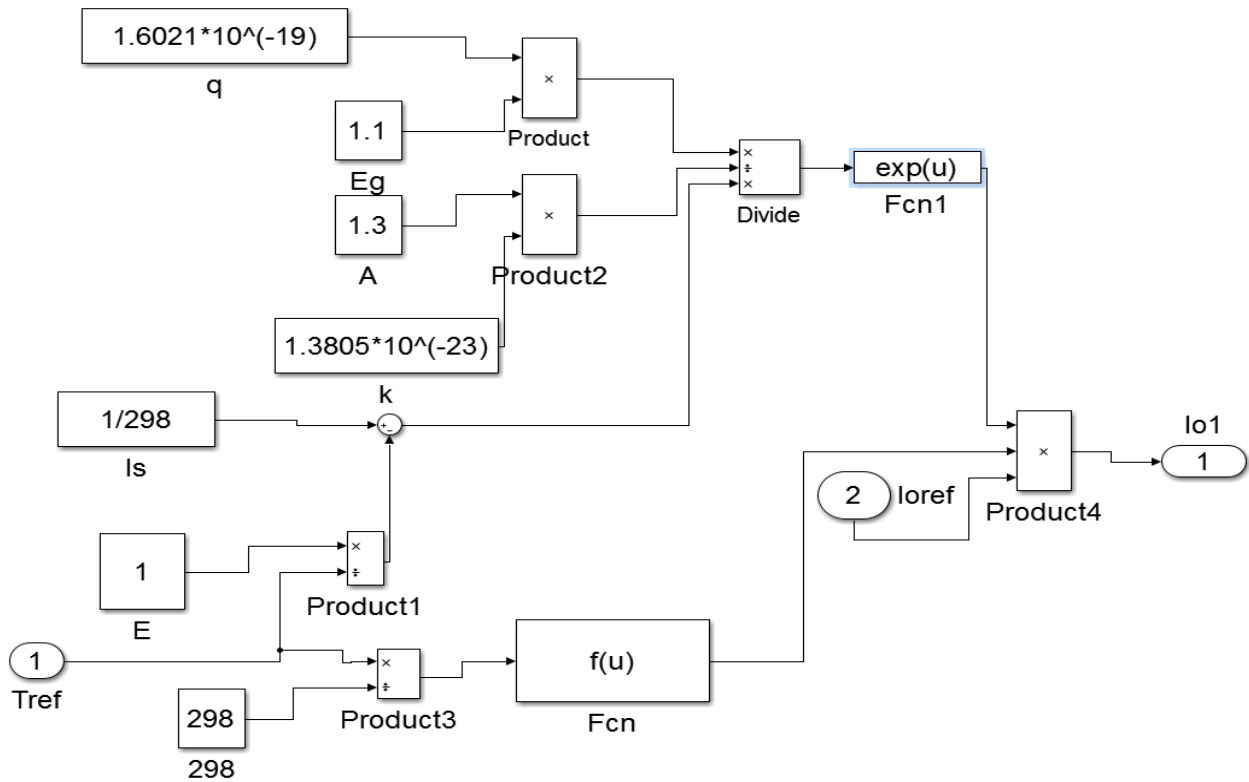 1.6021*10^(-19)
q
×
Product
1.1
Eg
1.3
A
×
Product2
×
÷
×
Divide
exp(u)
Fcn1
1.3805*10^(-23)
k
1/298
Is
+
−
2
Ioref
×
Product4
Io1
1
1
E
×
÷
Product1
1
Tref
298
298
×
÷
Product3
f(u)
Fcn